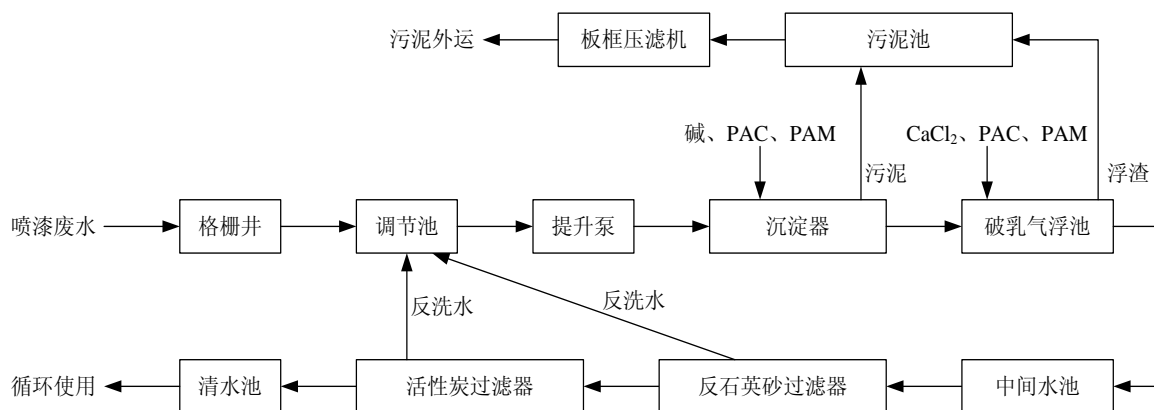 污泥外运
板框压滤机
污泥池
碱、PAC、PAM
CaCl₂、PAC、PAM
污泥
浮渣
喷漆废水
格栅井
调节池
提升泵
沉淀器
破乳气浮池
反洗水
反洗水
循环使用
清水池
活性炭过滤器
反石英砂过滤器
中间水池